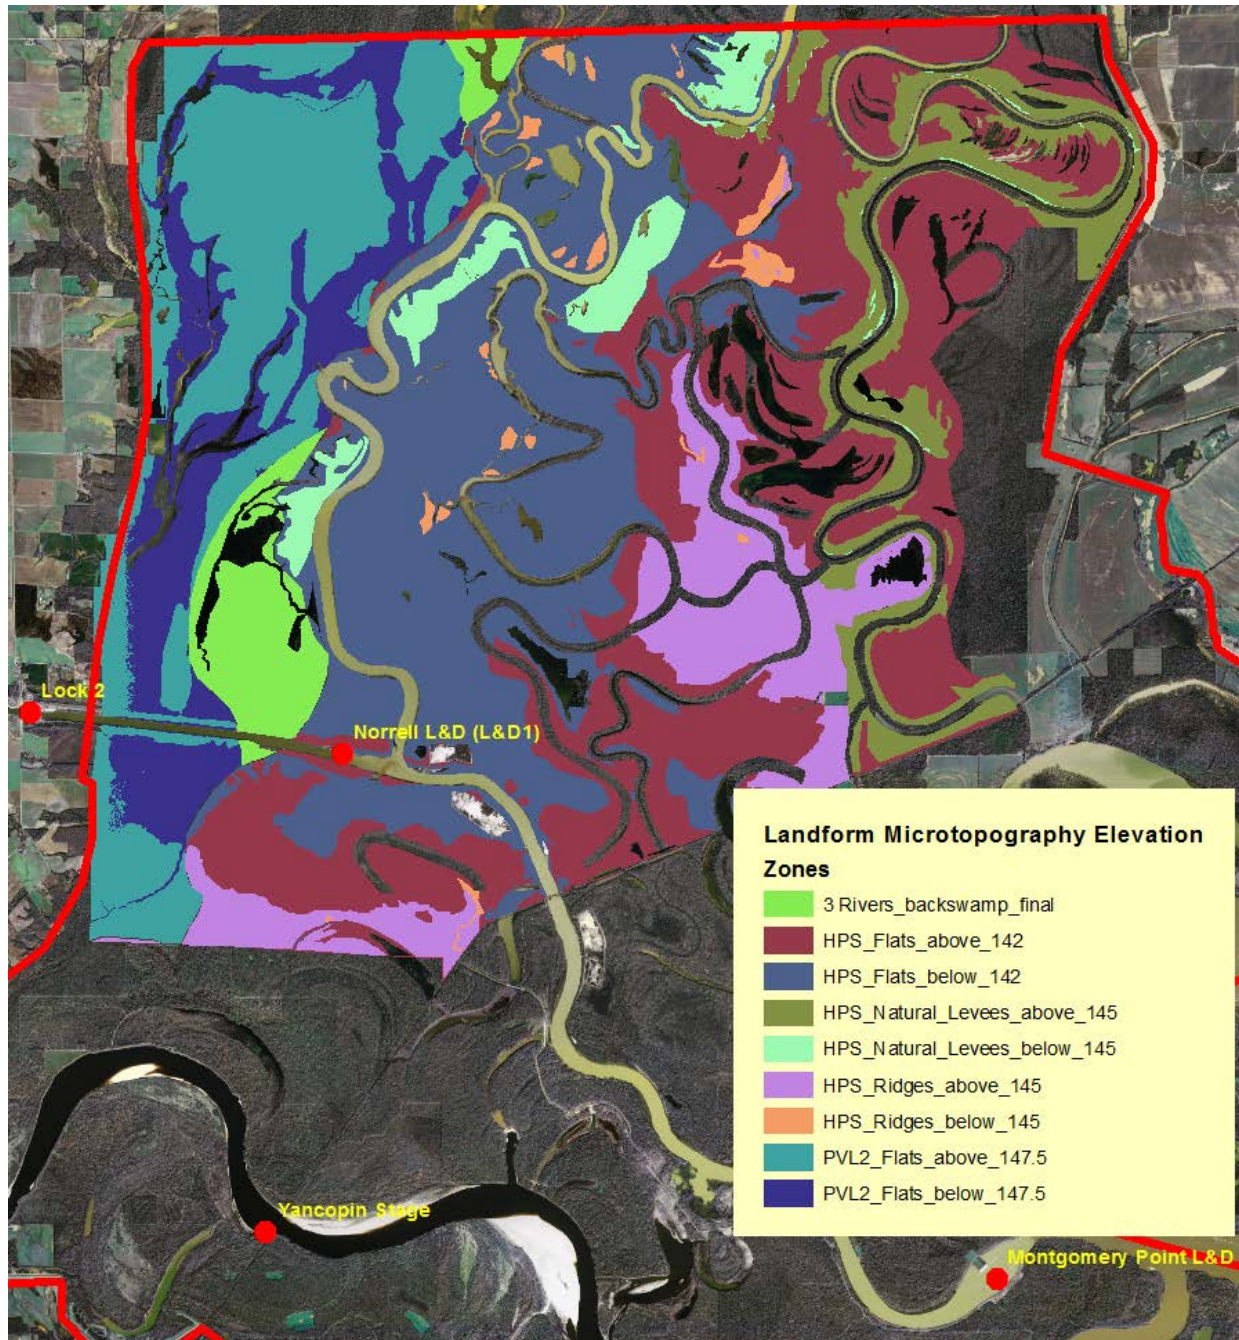 Lock 2
Norrell L&D (L&D1)
Landform Microtopography Elevation
Zones
3 Rivers_backswamp_final
HPS_Flats_above_142
HPS_Flats_below_142
HPS_Natural_Levees_above_145
HPS_Natural_Levees_below_145
HPS_Ridges_above_145
HPS_Ridges_below_145
PVL2_Flats_above_147.5
PVL2_Flats_below_147.5
Yancopin Stage
Montgomery Point L&D